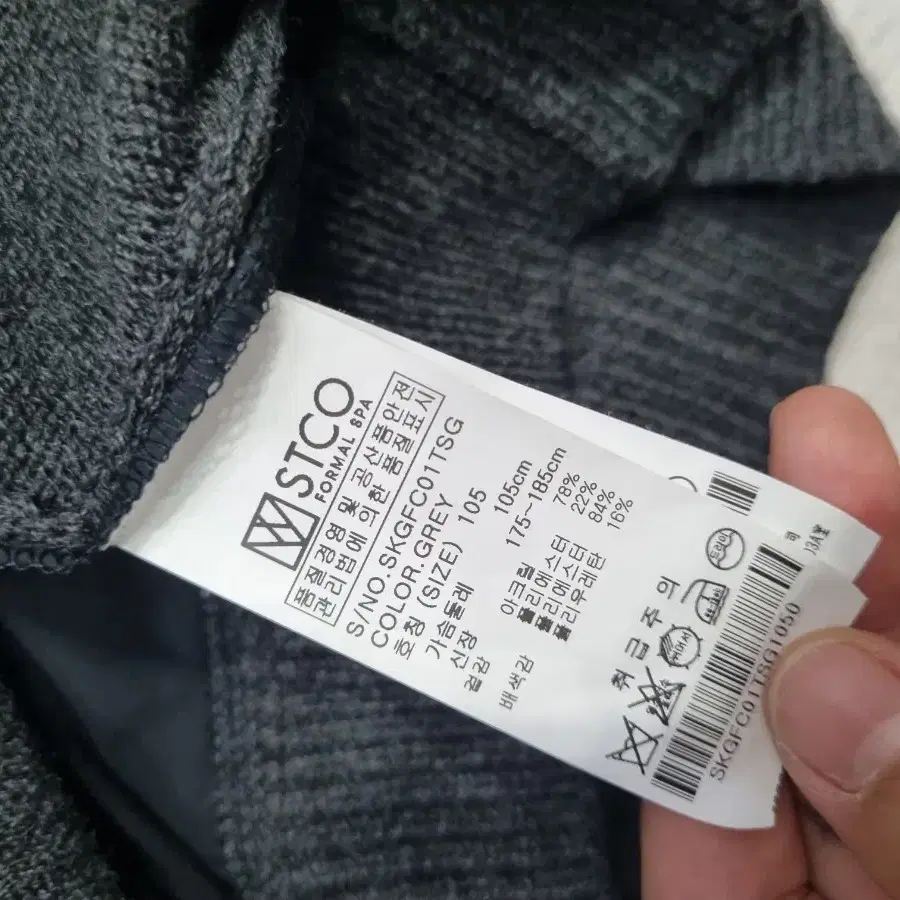 STCO
FORMAL SPA
품질경영 및 공산품안전
관리법에 의한 품질표시
S/NO.SKGFC01TSG
COLOR.GREY
호칭 (SIZE) 105
가슴둘레 105cm
신장 175~185cm
겉감 아크릴 78%
폴리에스터 22%
배색감 폴리에스터 84%
폴리우레탄 16%
취 급 주 의
드라이
SKGFC01TSG1050